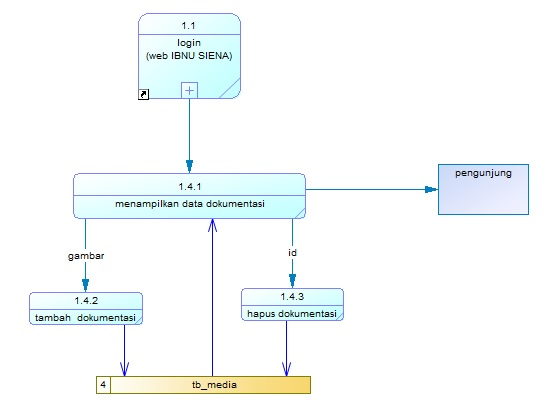 1.1
login
(web IBNU SIENA)
1.4.1
menampilkan data dokumentasi
pengunjung
gambar
id
1.4.2
tambah dokumentasi
1.4.3
hapus dokumentasi
4 tb_media